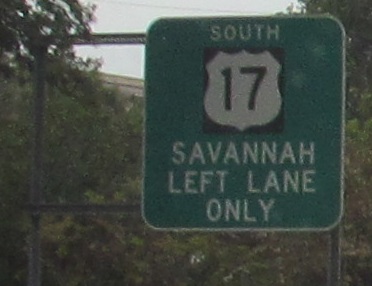 SOUTH
17
SAVANNAH
LEFT LANE
ONLY